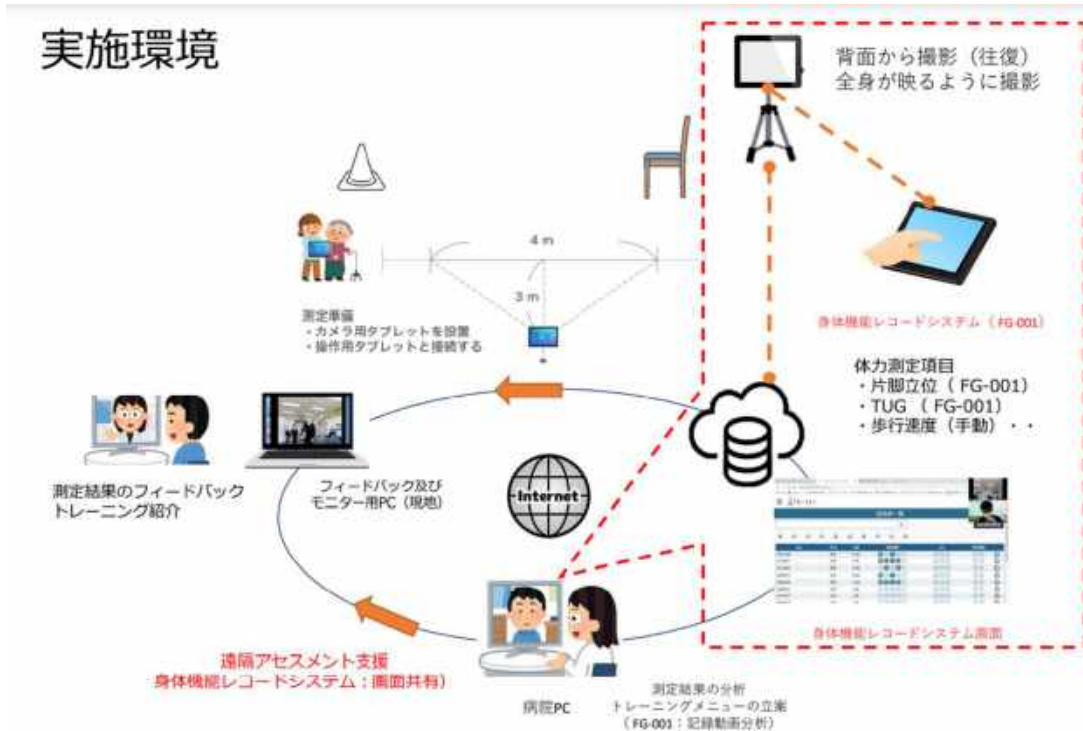 実施環境
背面から撮影（往復）
全身が映るように撮影
4 m
3 m
測定準備
・カメラ用タブレットを設置
・操作用タブレットと接続する
身体機能レコードシステム（FG-001）
体力測定項目
・片脚立位（FG-001）
・TUG （FG-001）
・歩行速度（手動）・・
測定結果のフィードバック
トレーニング紹介
フィードバック及び
モニター用PC（現地）
Internet
身体機能レコードシステム画面
遠隔アセスメント支援
身体機能レコードシステム：画面共有）
病院PC
測定結果の分析
トレーニングメニューの立案
（FG-001：記録動画分析）